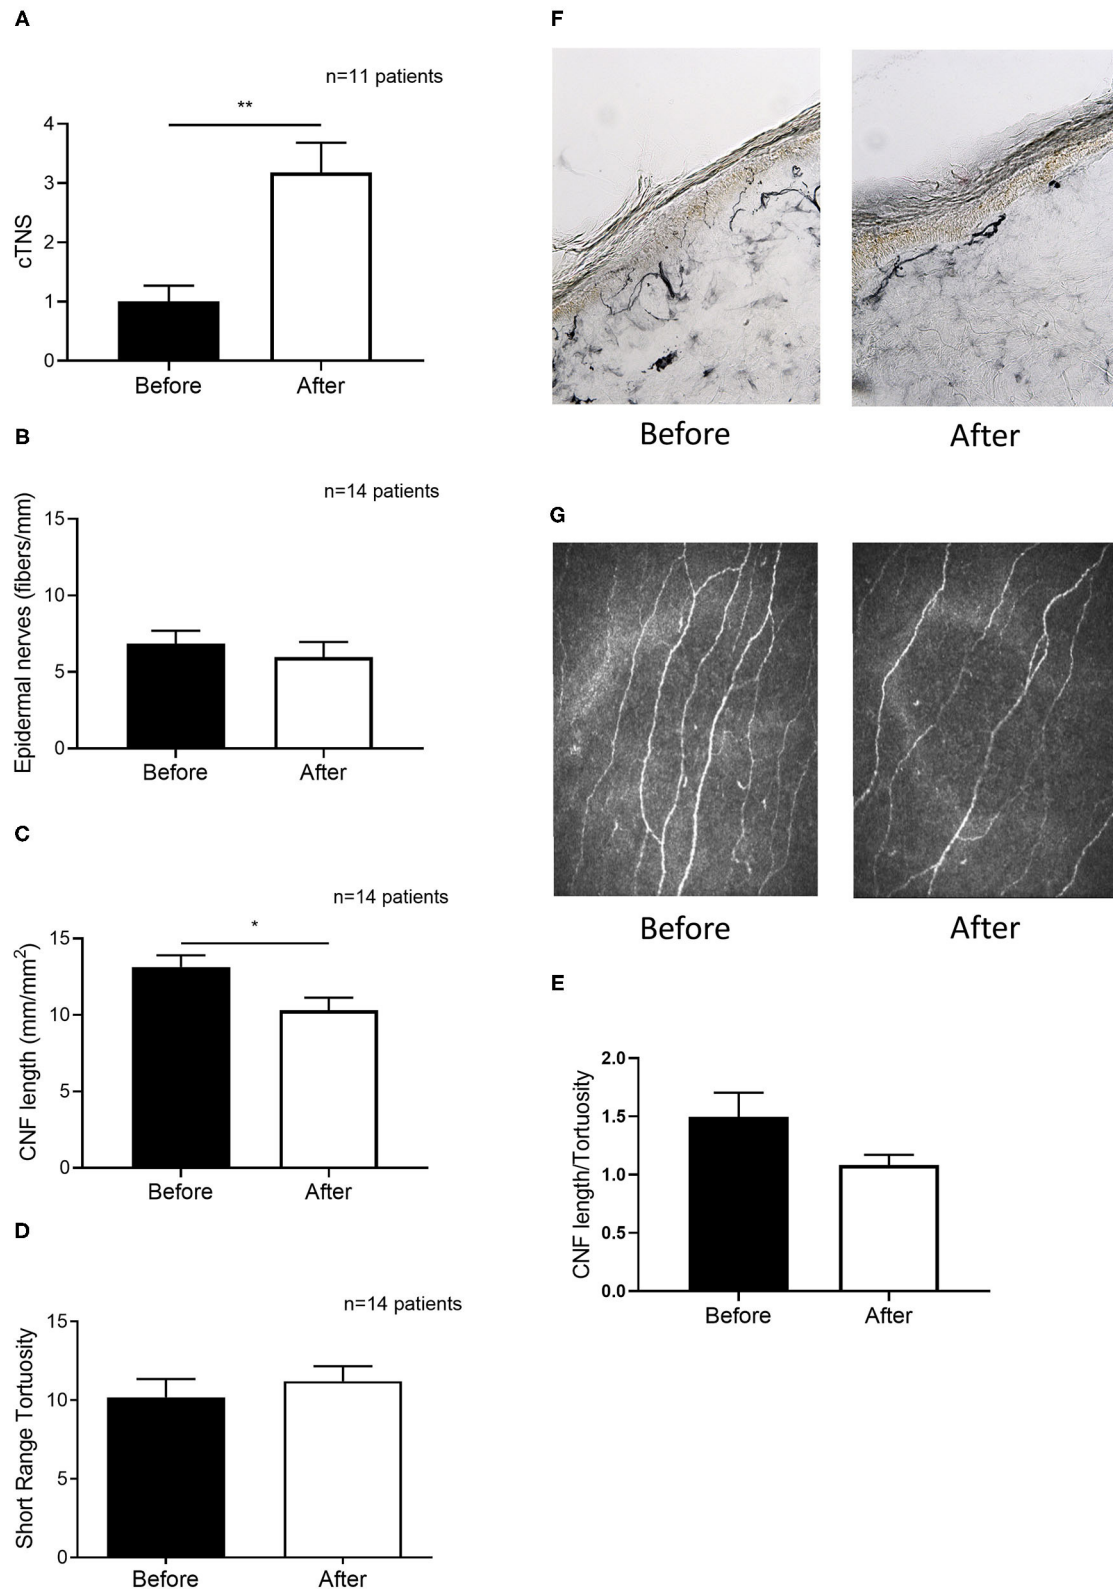 A
n=11 patients
**
4
3
2
1
0
cTNS
Before
After
B
n=14 patients
15
10
5
0
Epidermal nerves (fibers/mm)
Before
After
C
n=14 patients
*
15
10
5
0
CNF length (mm/mm²)
Before
After
D
n=14 patients
15
10
5
0
Short Range Tortuosity
Before
After
F
Before
After
G
Before
After
E
2.0
1.5
1.0
0.5
0.0
CNF length/Tortuosity
Before
After